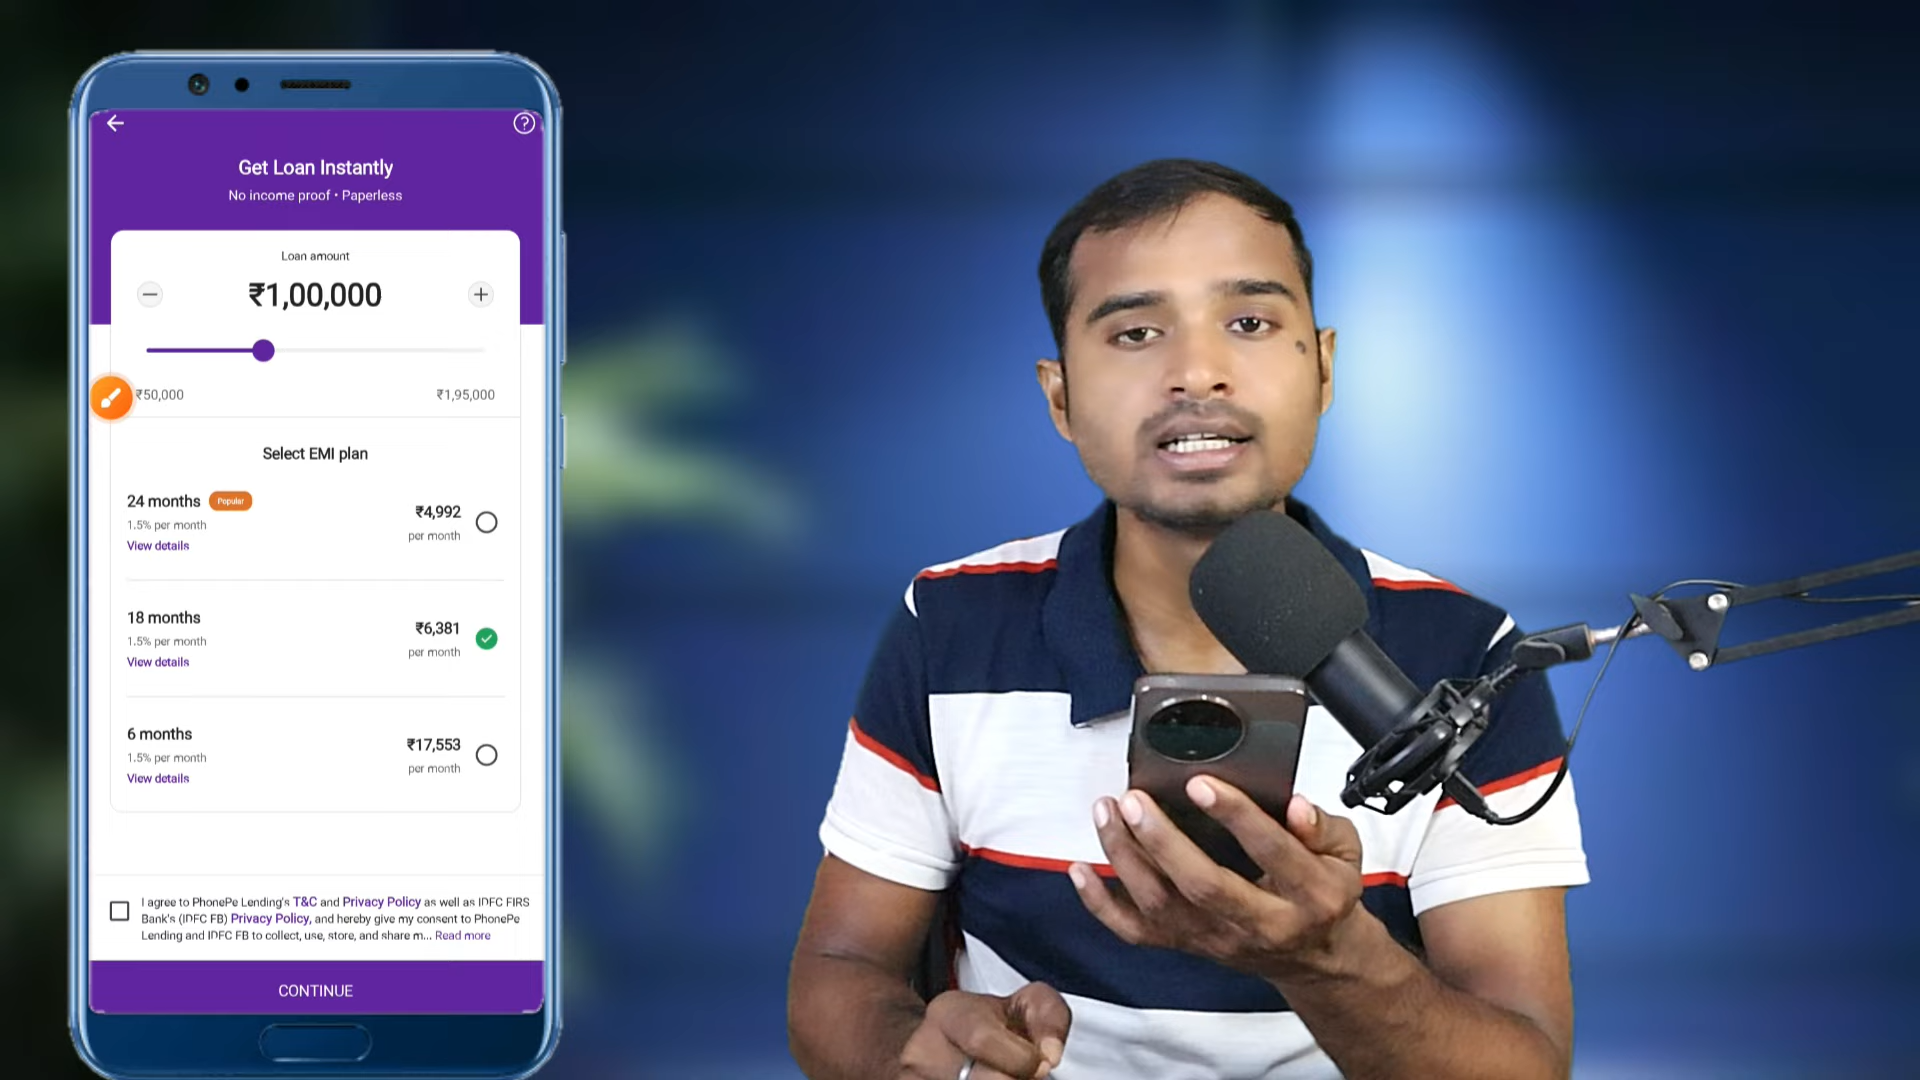 Get Loan Instantly
No income proof • Paperless
Loan amount
₹1,00,000
₹50,000
₹1,95,000
Select EMI plan
24 months Popular
₹4,992
1.5% per month
per month
View details
18 months
₹6,381
1.5% per month
per month
View details
6 months
₹17,553
1.5% per month
per month
View details
I agree to PhonePe Lending's T&C and Privacy Policy as well as IDFC FIRS
Bank's (IDFC FB) Privacy Policy, and hereby give my consent to PhonePe
Lending and IDFC FB to collect, use, store, and share m... Read more
CONTINUE